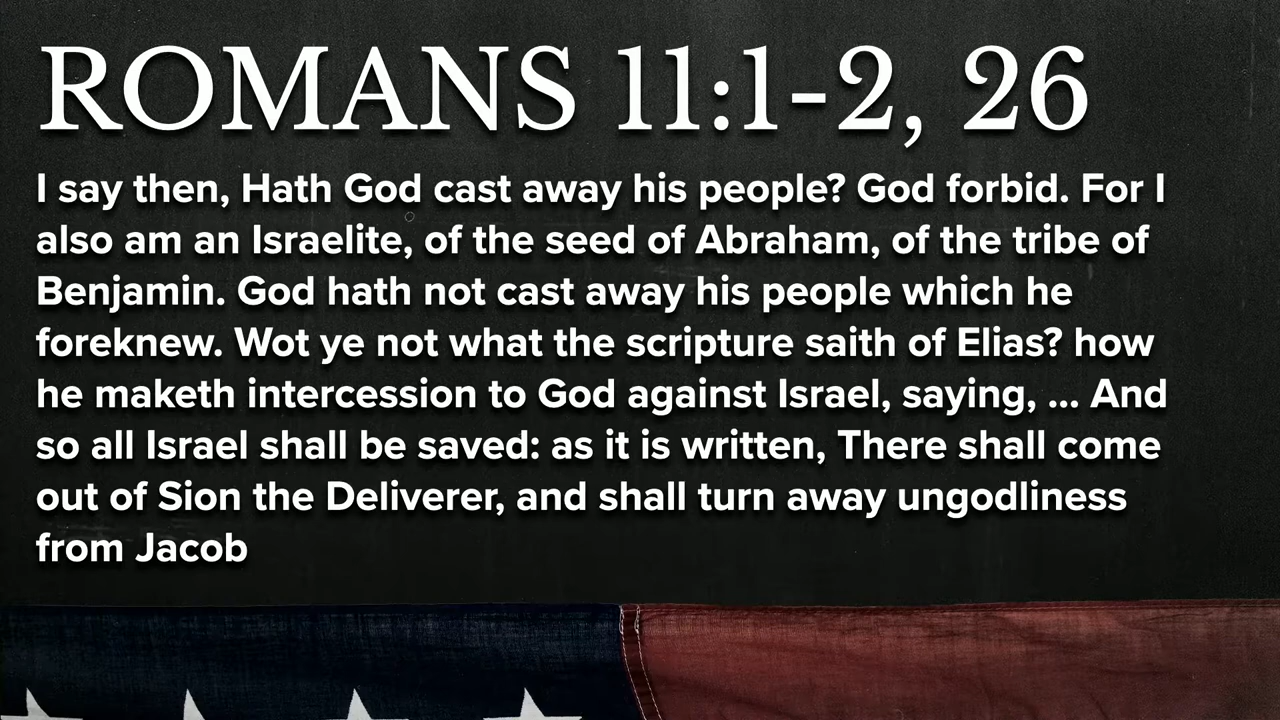 ROMANS 11:1-2, 26
I say then, Hath God cast away his people? God forbid. For I
also am an Israelite, of the seed of Abraham, of the tribe of
Benjamin. God hath not cast away his people which he
foreknew. Wot ye not what the scripture saith of Elias? how
he maketh intercession to God against Israel, saying, ... And
so all Israel shall be saved: as it is written, There shall come
out of Sion the Deliverer, and shall turn away ungodliness
from Jacob